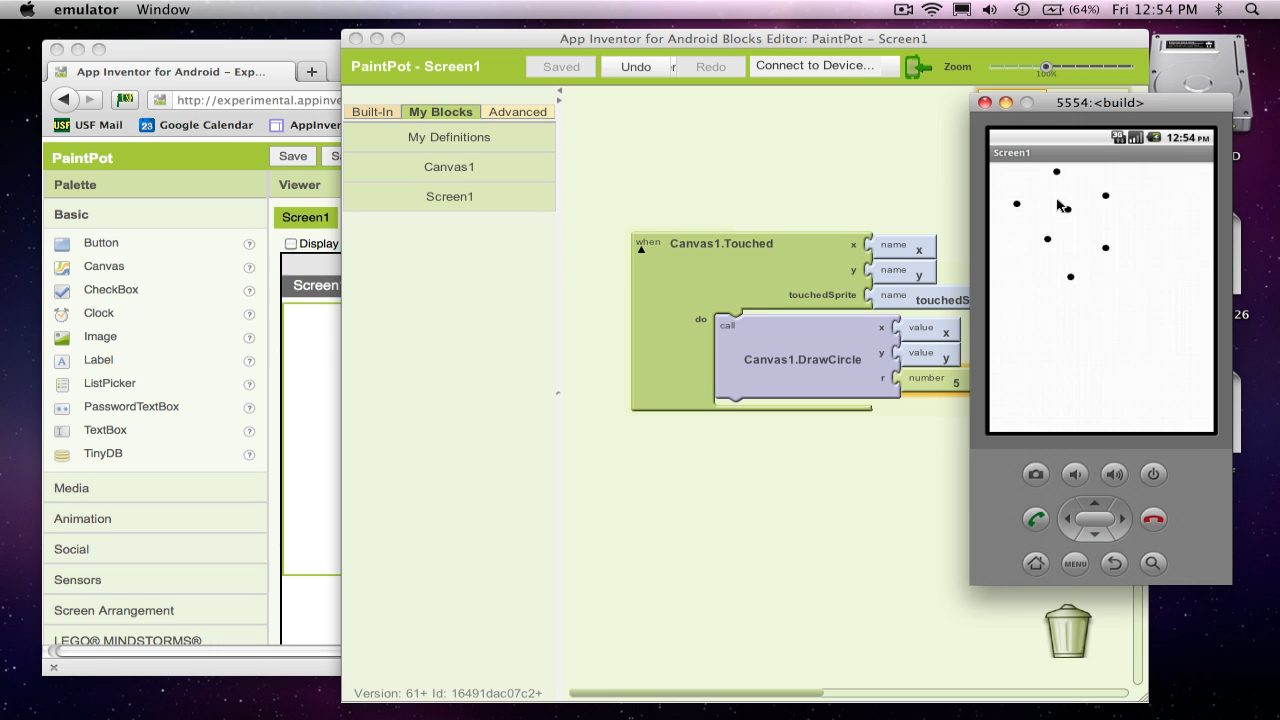 emulator Window
(64%) Fri 12:54 PM
App Inventor for Android – Exp...
http://experimental.appinve
USF Mail
23 Google Calendar
AppInven
PaintPot
Save
Palette
Viewer
Basic
Screen1
Button
Display
Canvas
CheckBox
Screen
Clock
Image
Label
ListPicker
PasswordTextBox
TextBox
TinyDB
Media
Animation
Social
Sensors
Screen Arrangement
LEGO® MINDSTORMS®
App Inventor for Android Blocks Editor: PaintPot – Screen1
PaintPot - Screen1
Saved
Undo
Redo
Connect to Device...
Zoom
100%
Built-In
My Blocks
Advanced
My Definitions
Canvas1
Screen1
when Canvas1.Touched x name x
y name y
touchedSprite name touchedS
do call x value x
Canvas1.DrawCircle y value y
r number 5
Version: 61+ Id: 16491dac07c2+
5554:<build>
3G 12:54 PM
Screen1
MENU
D
26